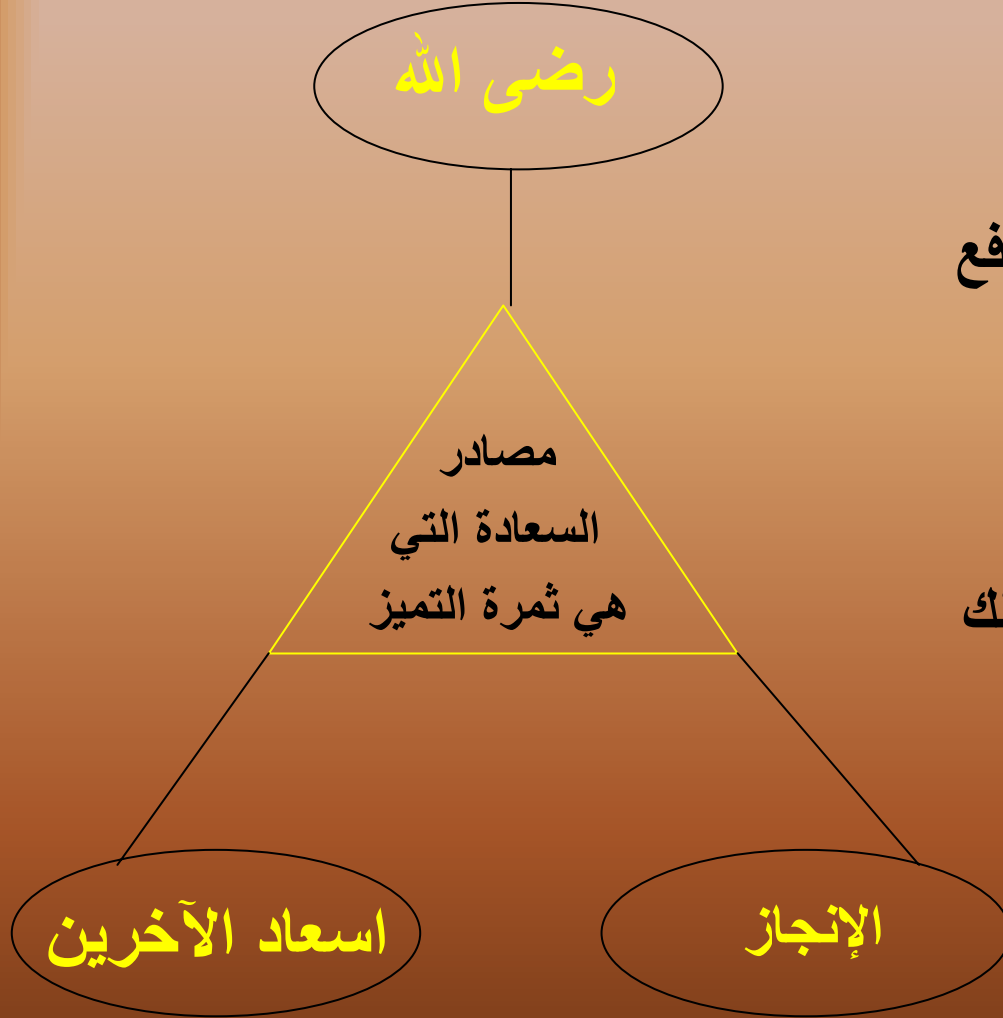 رضى الله
مصادر
السعادة التي
هي ثمرة التميز
الإنجاز
اسعاد الآخرين